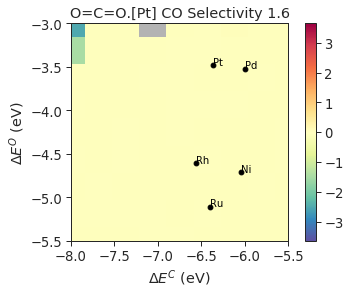 O=C=O.[Pt] CO Selectivity 1.6
−3.0
−3.5
−4.0
−4.5
−5.0
−5.5
ΔE^O (eV)
Pt
Pd
Rh
Ni
Ru
−8.0 −7.5 −7.0 −6.5 −6.0 −5.5
ΔE^C (eV)
3
2
1
0
−1
−2
−3